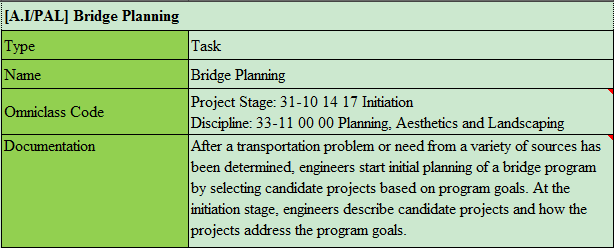 [A.I/PAL] Bridge Planning
Type Task
Name Bridge Planning
Omniclass Code Project Stage: 31-10 14 17 Initiation
Discipline: 33-11 00 00 Planning, Aesthetics and Landscaping
Documentation After a transportation problem or need from a variety of sources has
been determined, engineers start initial planning of a bridge program
by selecting candidate projects based on program goals. At the
initiation stage, engineers describe candidate projects and how the
projects address the program goals.